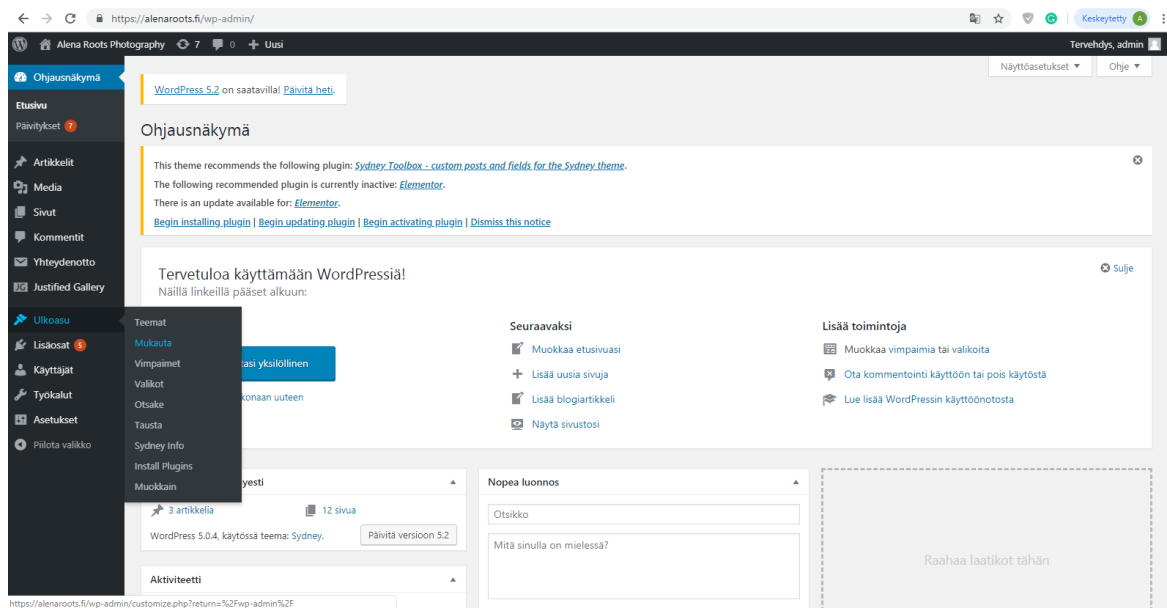 https://alenaroots.fi/wp-admin/
Keskeytetty A
Alena Roots Photography 7 0 + Uusi
Tervehdys, admin
Ohjausnäkymä
Etusivu
Päivitykset 7
Artikkelit
Media
Sivut
Kommentit
Yhteydenotto
JG Justified Gallery
Ulkoasu
Lisäosat 5
Käyttäjät
Työkalut
Asetukset
Piilota valikko
Teemat
Mukauta
Vimpaimet
Valikot
Otsake
Tausta
Sydney Info
Install Plugins
Muokkain
Näyttöasetukset Ohje
WordPress 5.2 on saatavilla! Päivitä heti.
Ohjausnäkymä
This theme recommends the following plugin: Sydney Toolbox - custom posts and fields for the Sydney theme.
The following recommended plugin is currently inactive: Elementor.
There is an update available for: Elementor.
Begin installing plugin | Begin updating plugin | Begin activating plugin | Dismiss this notice
Tervetuloa käyttämään WordPressiä!
Sulje
Näillä linkeillä pääset alkuun:
yksilöllinen
uuteen
Seuraavaksi
Muokkaa etusivuasi
Lisää uusia sivuja
Lisää blogiartikkeli
Näytä sivustosi
Lisää toimintoja
Muokkaa vimpaimia tai valikoita
Ota kommentointi käyttöön tai pois käytöstä
Lue lisää WordPressin käyttöönotosta
3 artikkelia 12 sivua
WordPress 5.0.4, käytössä teema: Sydney. Päivitä versioon 5.2
Aktiviteetti
Nopea luonnos
Otsikko
Mitä sinulla on mielessä?
Raahaa laatikot tähän
https://alenaroots.fi/wp-admin/customize.php?return=%2Fwp-admin%2F